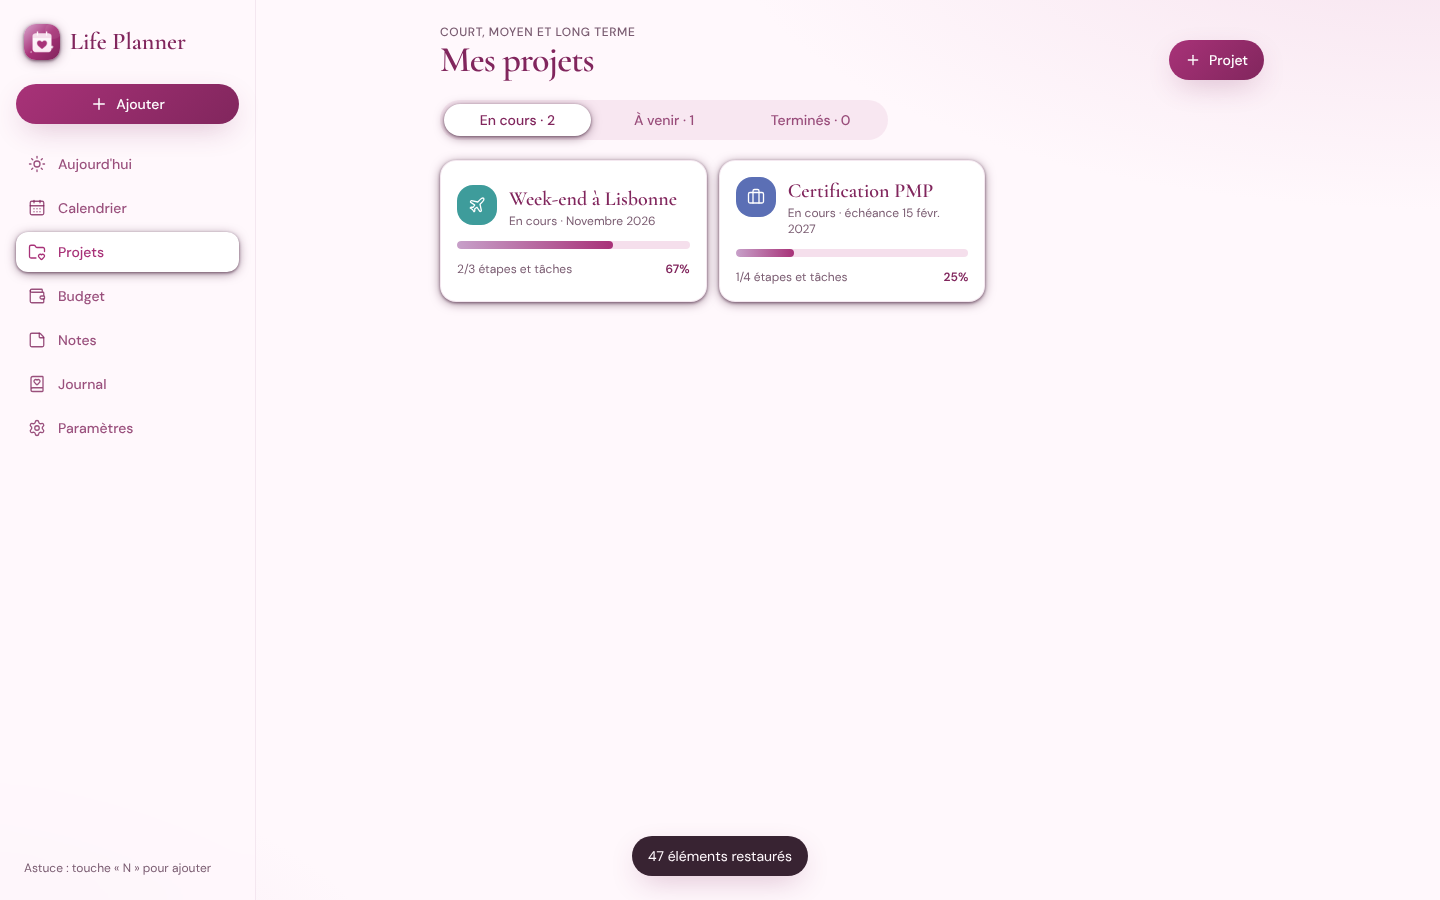 Life Planner
Ajouter
Aujourd'hui
Calendrier
Projets
Budget
Notes
Journal
Paramètres
Astuce : touche « N » pour ajouter
COURT, MOYEN ET LONG TERME
Mes projets
Projet
En cours · 2
À venir · 1
Terminés · 0
Week-end à Lisbonne
En cours · Novembre 2026
2/3 étapes et tâches
67%
Certification PMP
En cours · échéance 15 févr.
2027
1/4 étapes et tâches
25%
47 éléments restaurés